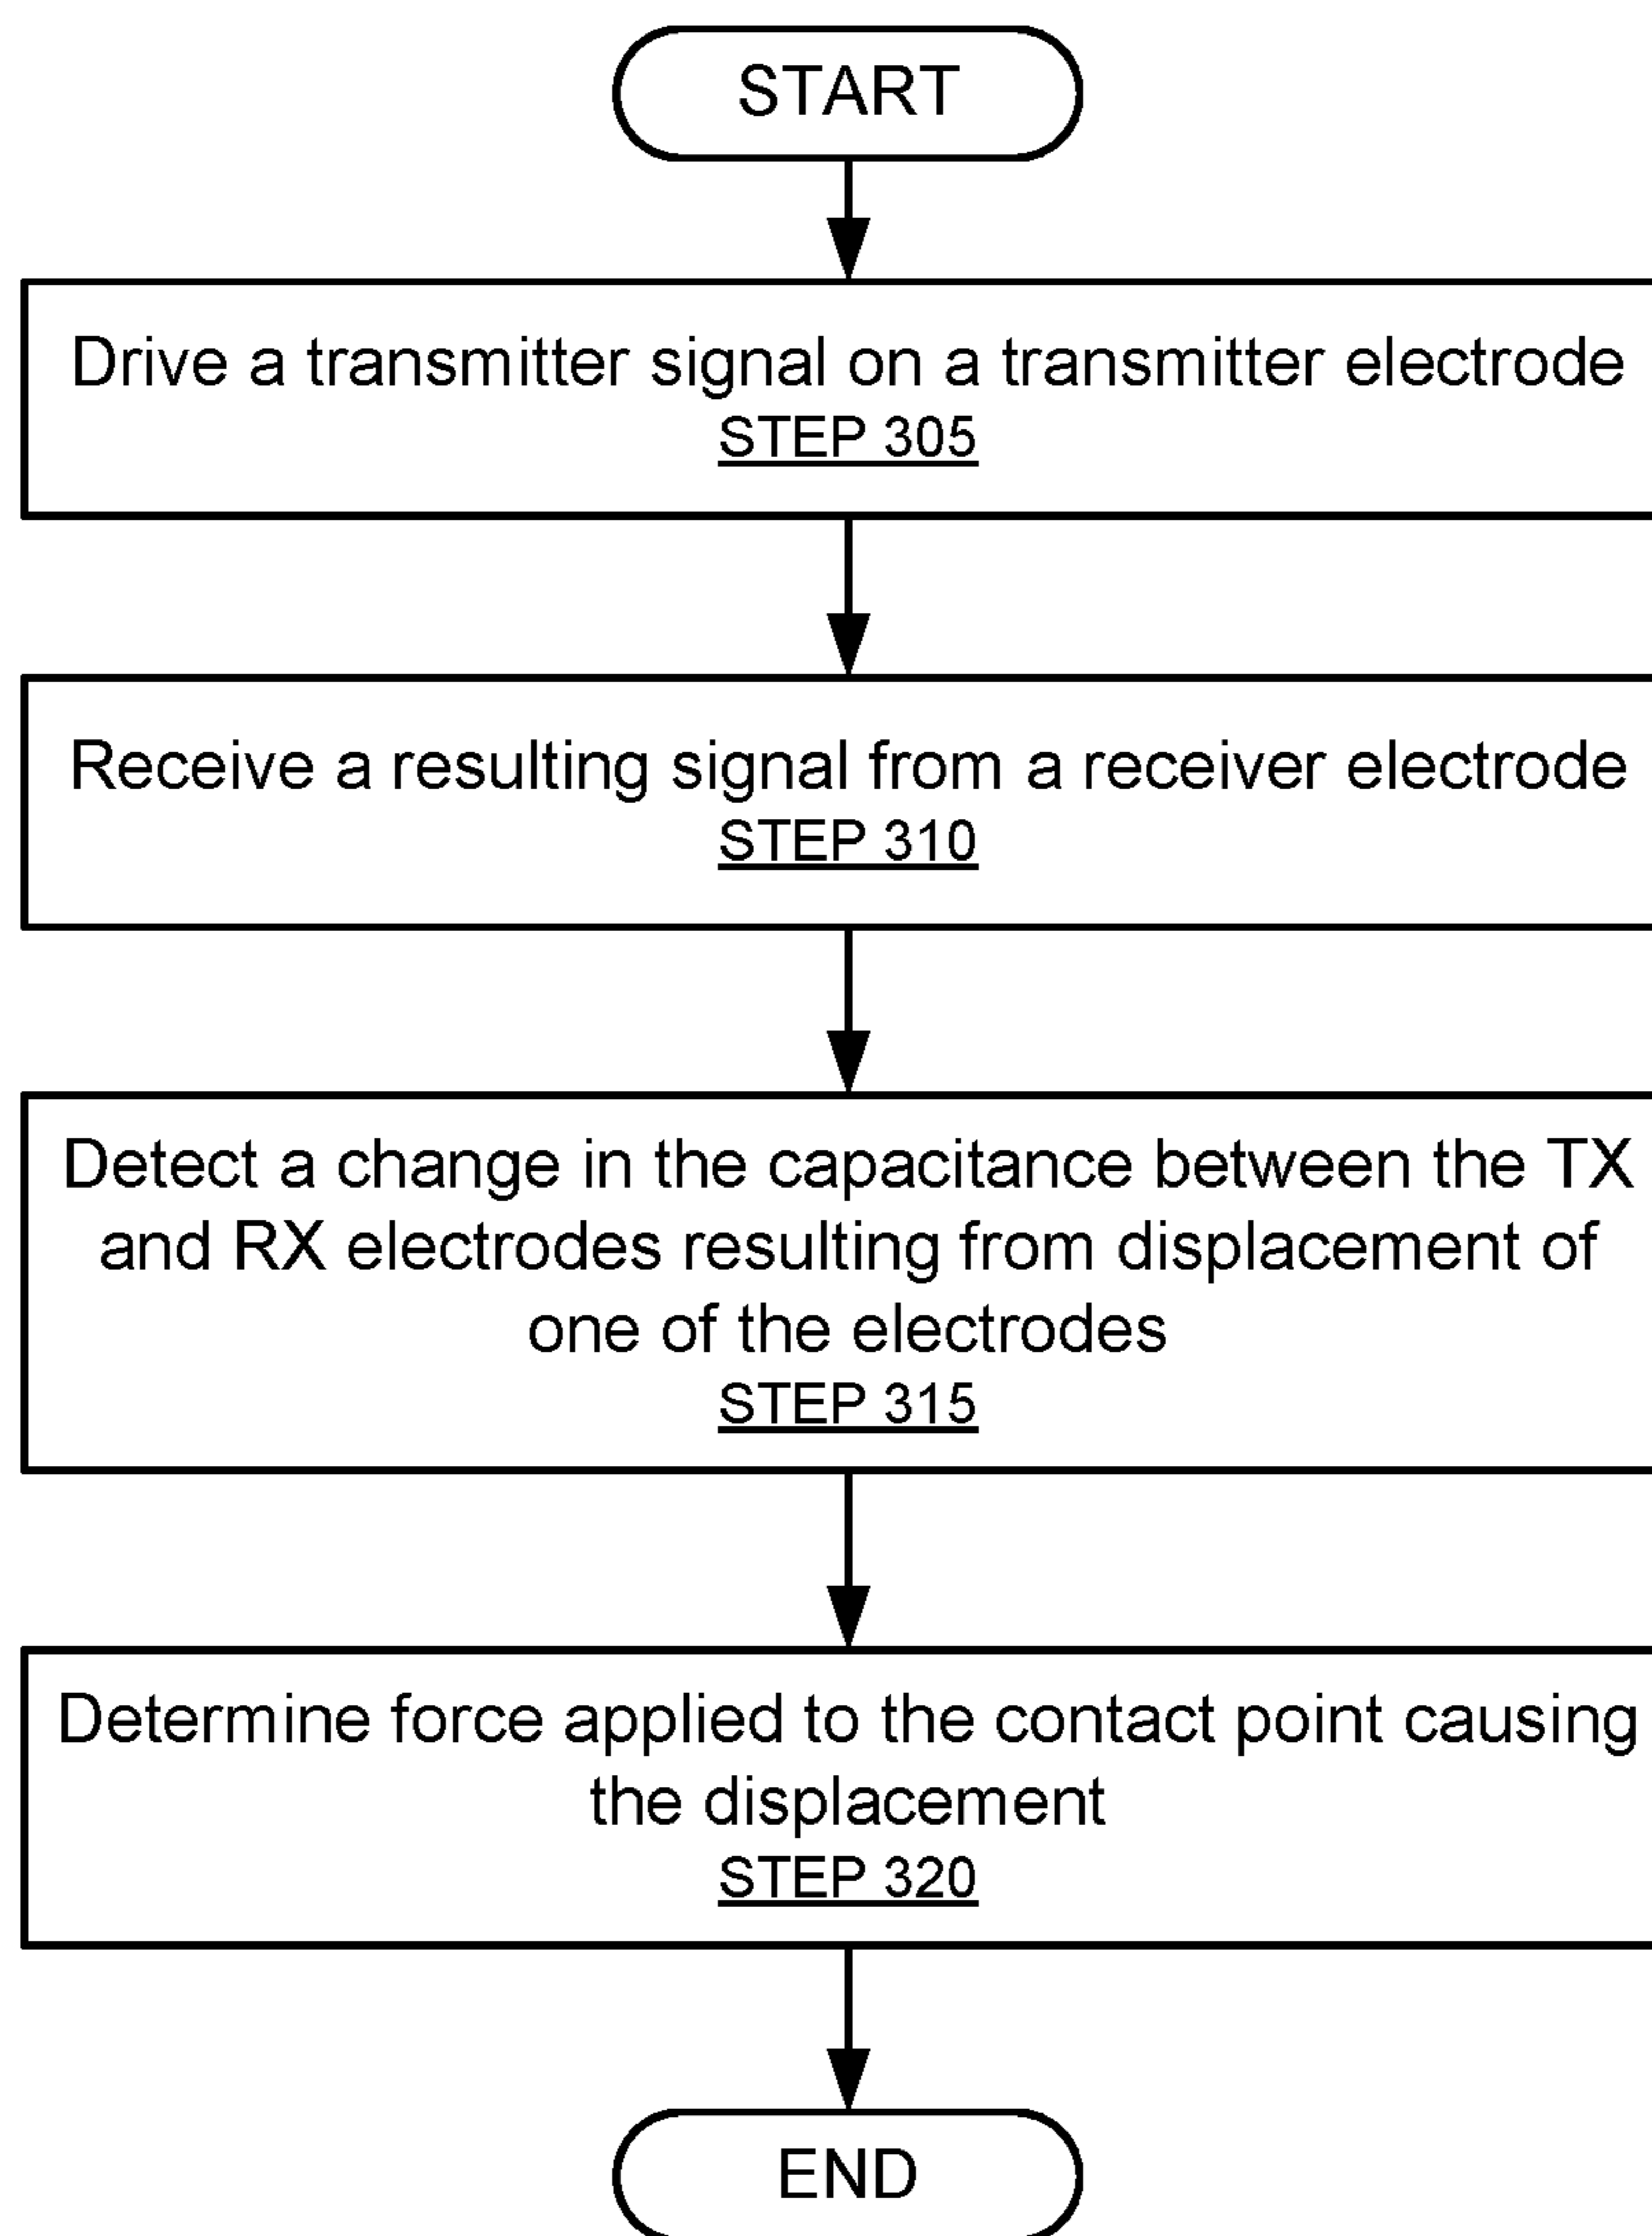 START
Drive a transmitter signal on a transmitter electrode
STEP 305
Receive a resulting signal from a receiver electrode
STEP 310
Detect a change in the capacitance between the TX
and RX electrodes resulting from displacement of
one of the electrodes
STEP 315
Determine force applied to the contact point causing
the displacement
STEP 320
END